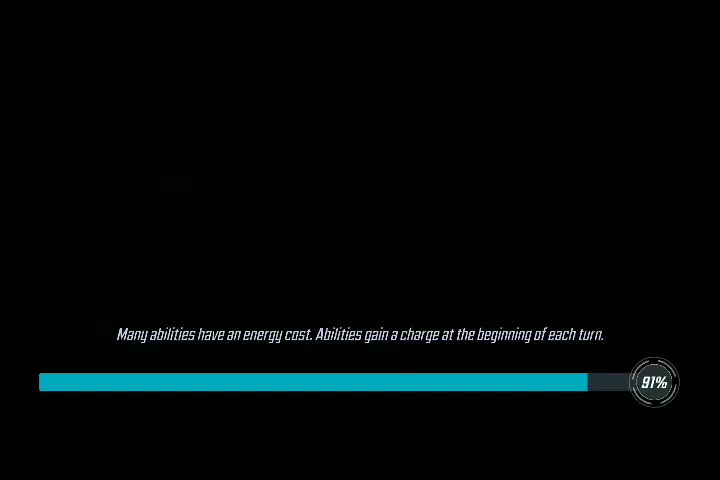 Many abilities have an energy cost. Abilities gain a charge at the beginning of each turn.
91%